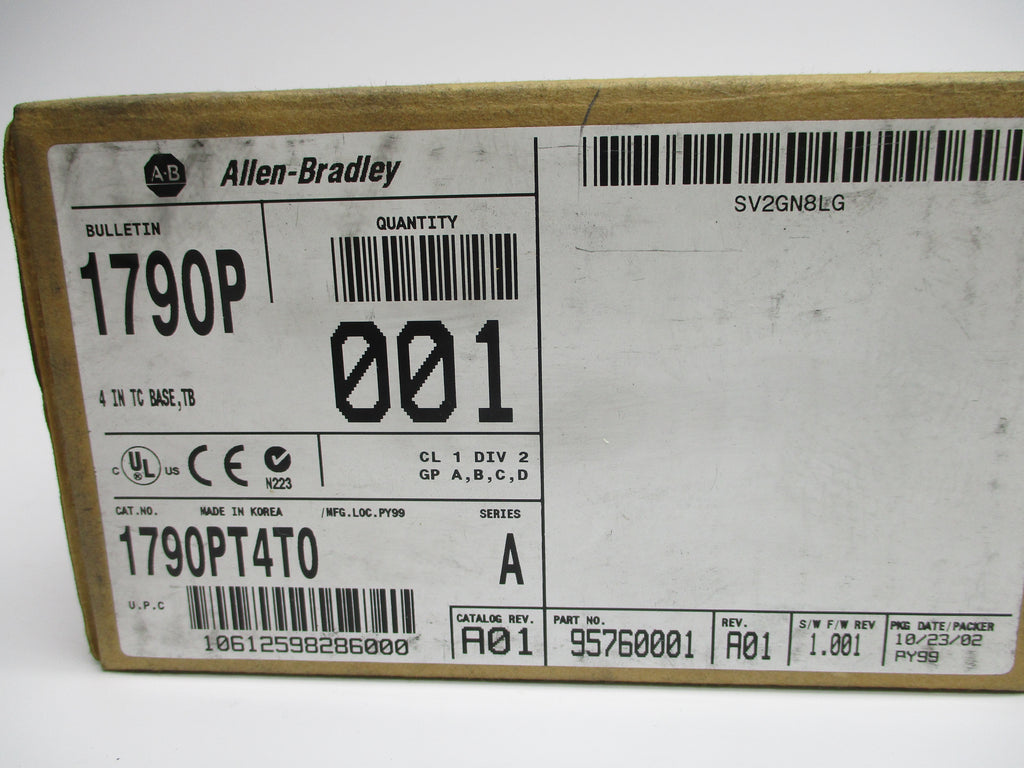 A-B Allen-Bradley
SV2GN8LG
BULLETIN
QUANTITY
1790P
001
4 IN TC BASE,TB
C UL US CE N223
®
CL 1 DIV 2
GP A,B,C,D
CAT.NO. MADE IN KOREA /MFG.LOC.PY99 SERIES
1790PT4T0 A
U.P.C
10612598286000
CATALOG REV.
A01
PART NO.
95760001
REV.
A01
S/W F/W REV
1.001
PKG DATE/PACKER
10/23/02
PY99